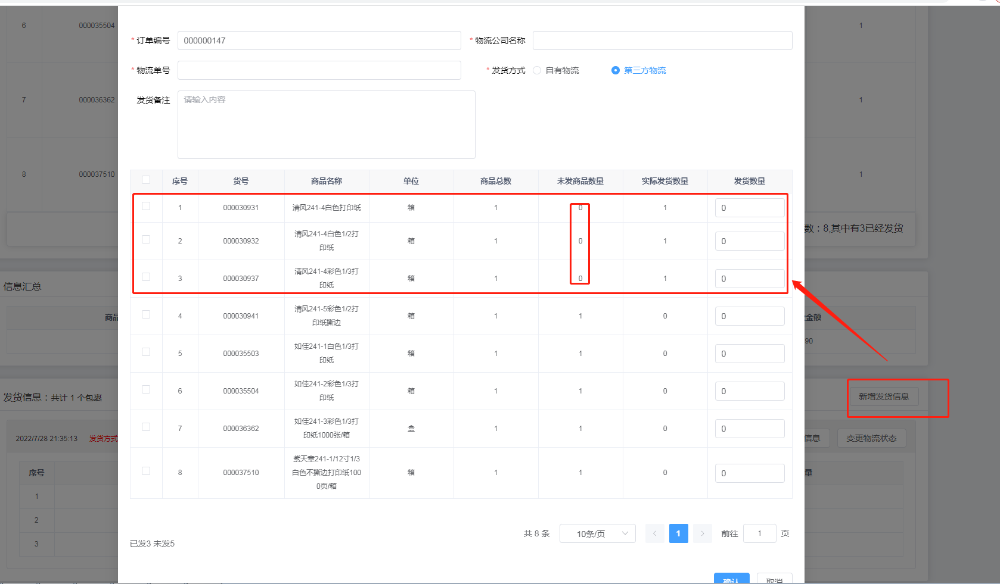 6
000035504
1
7
000036362
1
8
000037510
1
数：8,其中有3已经发货
信息汇总
商品
金额
90
发货信息：共计 1 个包裹
新增发货信息
2022/7/28 21:35:13
发货方式
信息
变更物流状态
序号
量
1
2
3
* 订单编号
000000147
* 物流公司名称
* 物流单号
* 发货方式
自有物流
第三方物流
发货备注
请输入内容
序号 货号 商品名称 单位 商品总数 未发商品数量 实际发货数量 发货数量
1 000030931 清风241-4白色打印纸 箱 1 0 1 0
2 000030932 清风241-4白色1/2打 箱 1 0 1 0
印纸
3 000030937 清风241-4彩色1/3打 箱 1 0 1 0
印纸
4 000030941 清风241-5彩色1/2打 箱 1 1 0 0
印纸撕边
5 000035503 如佳241-1白色1/3打 箱 1 1 0 0
印纸
6 000035504 如佳241-2彩色1/3打 箱 1 1 0 0
印纸
7 000036362 如佳241-3彩色1/3打 盒 1 1 0 0
印纸1000张/箱
8 000037510 紫天章241-1/12寸1/3 箱 1 1 0 0
白色不撕边打印纸100
0页/箱
共 8 条
10条/页
1
前往 1 页
已发3 未发5
确认
取消